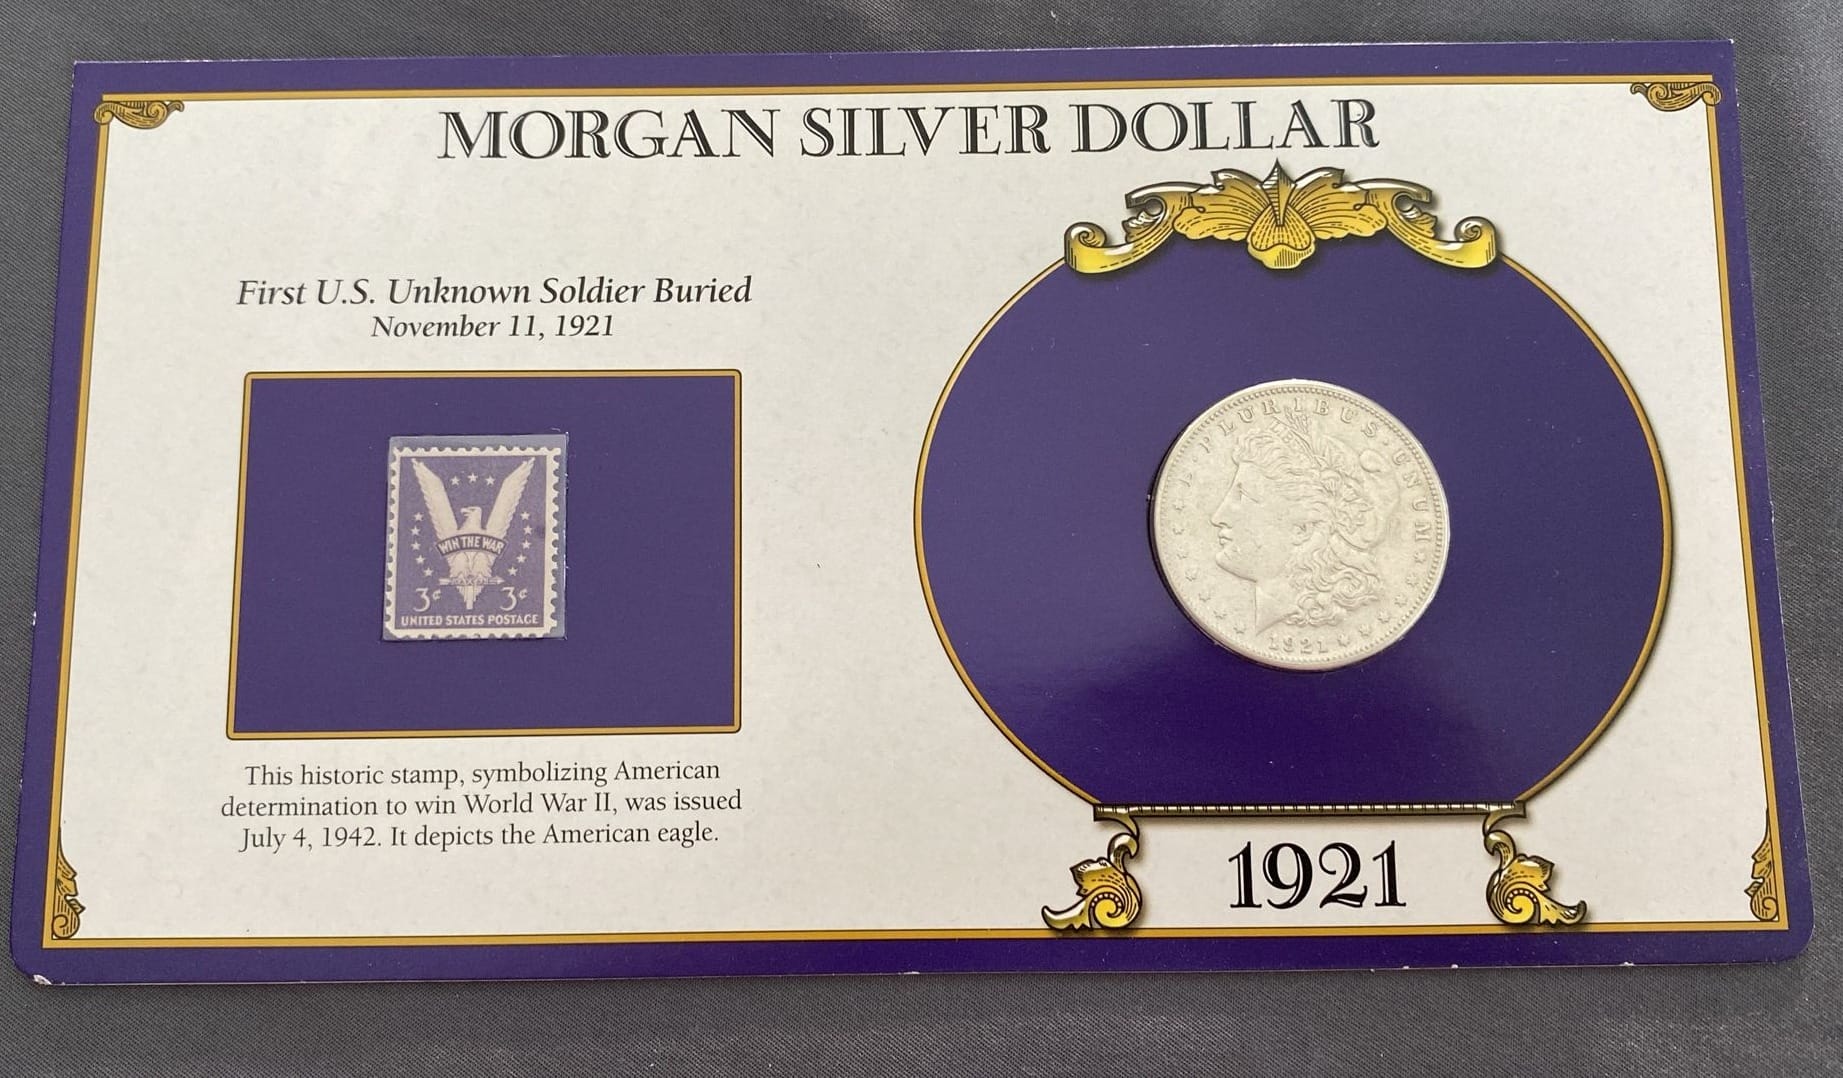 MORGAN SILVER DOLLAR
First U.S. Unknown Soldier Buried
November 11, 1921
WIN THE WAR
3¢ 3¢
UNITED STATES POSTAGE
This historic stamp, symbolizing American
determination to win World War II, was issued
July 4, 1942. It depicts the American eagle.
E·PLURIBUS·UNUM
1921
1921